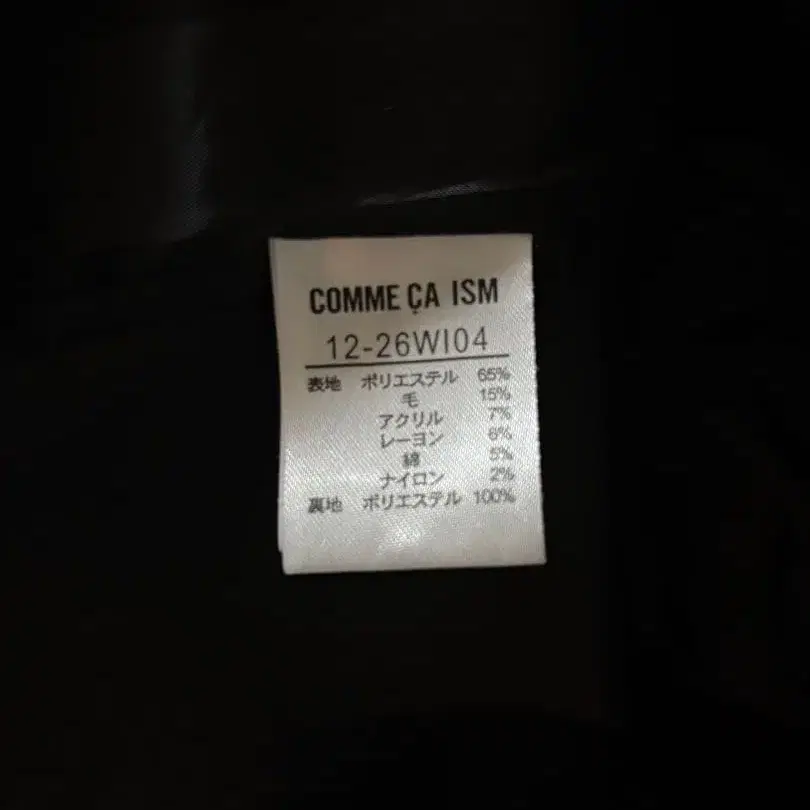 COMME ÇA ISM
12-26WI04
表地 ポリエステル 65%
毛 15%
アクリル 7%
レーヨン 6%
綿 5%
ナイロン 2%
裏地 ポリエステル 100%